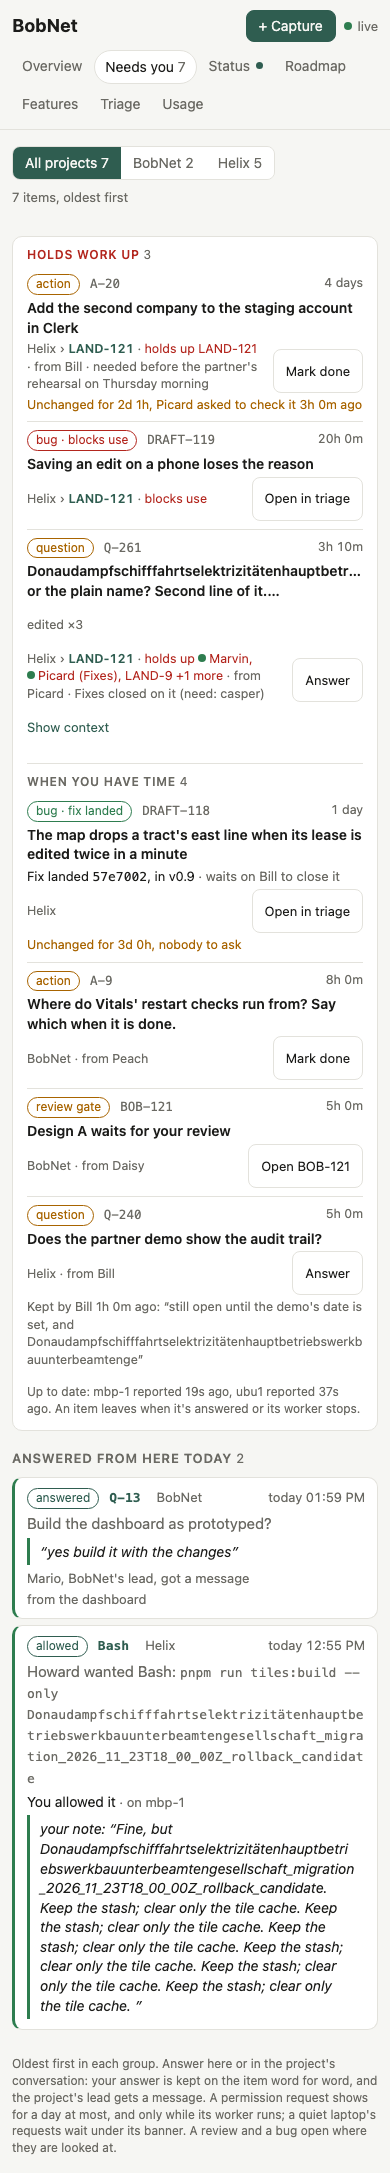 BobNet
+ Capture
live
Overview
Needs you 7
Status
Roadmap
Features
Triage
Usage
All projects 7
BobNet 2
Helix 5
7 items, oldest first
HOLDS WORK UP 3
action A-20 4 days
Add the second company to the staging account
in Clerk
Helix › LAND-121 · holds up LAND-121
· from Bill · needed before the partner's
rehearsal on Thursday morning
Mark done
Unchanged for 2d 1h, Picard asked to check it 3h 0m ago
bug · blocks use DRAFT-119 20h 0m
Saving an edit on a phone loses the reason
Helix › LAND-121 · blocks use
Open in triage
question Q-261 3h 10m
Donaudampfschifffahrtselektrizitätenhauptbetr...
or the plain name? Second line of it....
edited ×3
Helix › LAND-121 · holds up Marvin,
Picard (Fixes), LAND-9 +1 more · from
Picard · Fixes closed on it (need: casper)
Answer
Show context
WHEN YOU HAVE TIME 4
bug · fix landed DRAFT-118 1 day
The map drops a tract's east line when its lease is
edited twice in a minute
Fix landed 57e7002, in v0.9 · waits on Bill to close it
Helix
Open in triage
Unchanged for 3d 0h, nobody to ask
action A-9 8h 0m
Where do Vitals' restart checks run from? Say
which when it is done.
BobNet · from Peach
Mark done
review gate BOB-121 5h 0m
Design A waits for your review
BobNet · from Daisy
Open BOB-121
question Q-240 5h 0m
Does the partner demo show the audit trail?
Helix · from Bill
Answer
Kept by Bill 1h 0m ago: “still open until the demo's date is
set, and
Donaudampfschifffahrtselektrizitätenhauptbetriebswerkb
auunterbeamtenge”
Up to date: mbp-1 reported 19s ago, ubu1 reported 37s
ago. An item leaves when it's answered or its worker stops.
ANSWERED FROM HERE TODAY 2
answered Q-13 BobNet today 01:59 PM
Build the dashboard as prototyped?
“yes build it with the changes”
Mario, BobNet's lead, got a message
from the dashboard
allowed Bash Helix today 12:55 PM
Howard wanted Bash: pnpm run tiles:build --
only
Donaudampfschifffahrtselektrizitätenhauptbe
triebswerkbauunterbeamtengesellschaft_migra
tion_2026_11_23T18_00_00Z_rollback_candidat
e
You allowed it · on mbp-1
your note: “Fine, but
Donaudampfschifffahrtselektrizitätenhauptbetri
ebswerkbauunterbeamtengesellschaft_migration
_2026_11_23T18_00_00Z_rollback_candidate.
Keep the stash; clear only the tile cache. Keep
the stash; clear only the tile cache. Keep the
stash; clear only the tile cache. Keep the stash;
clear only the tile cache. Keep the stash; clear
only the tile cache. Keep the stash; clear only
the tile cache. ”
Oldest first in each group. Answer here or in the project's
conversation: your answer is kept on the item word for word, and
the project's lead gets a message. A permission request shows
for a day at most, and only while its worker runs; a quiet laptop's
requests wait under its banner. A review and a bug open where
they are looked at.